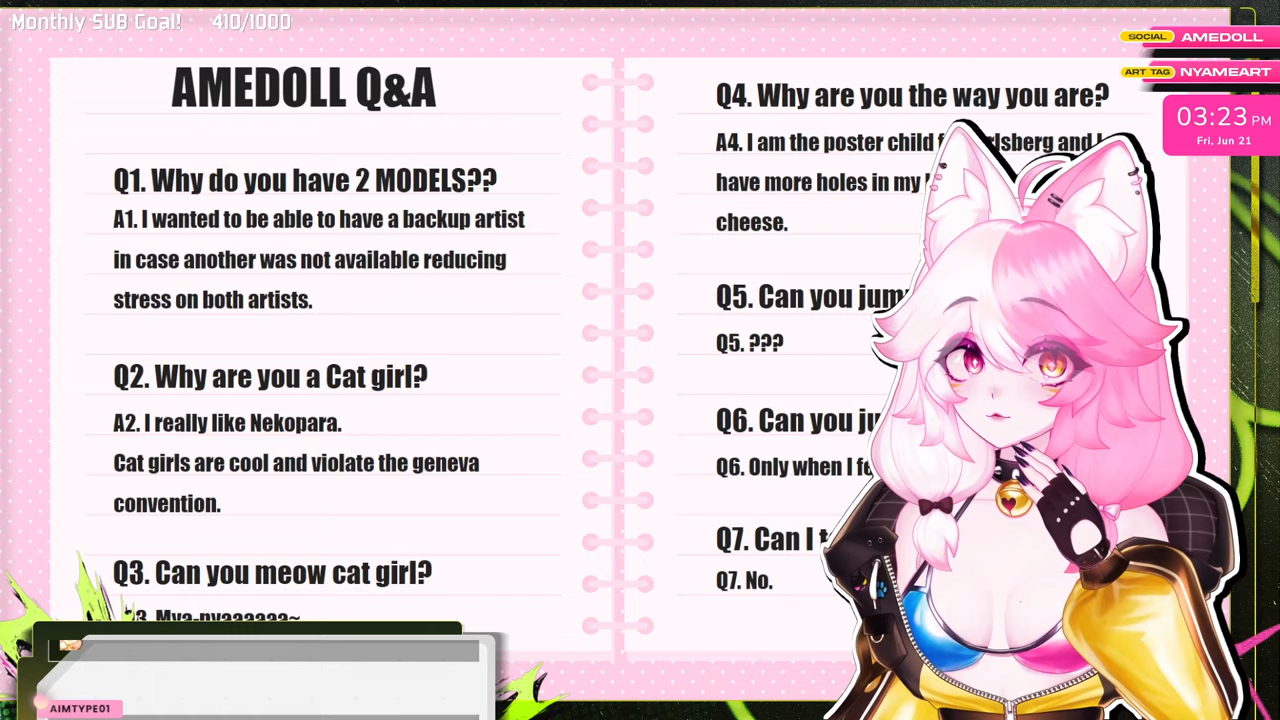 Monthly SUB Goal! 410/1000
SOCIAL AMEDOLL
ART TAG NYAMEART
03:23 PM
Fri, Jun 21
AMEDOLL Q&A
Q1. Why do you have 2 MODELS??
A1. I wanted to be able to have a backup artist
in case another was not available reducing
stress on both artists.
Q2. Why are you a Cat girl?
A2. I really like Nekopara.
Cat girls are cool and violate the geneva
convention.
Q3. Can you meow cat girl?
Mya-nyaaaaaa~
Q4. Why are you the way you are?
A4. I am the poster child and I
have more holes in my
cheese.
Q5. Can you
Q5. ???
Q6. Can you
Q6. Only when I
Q7. Can I
Q7. No.
AIMTYPE01